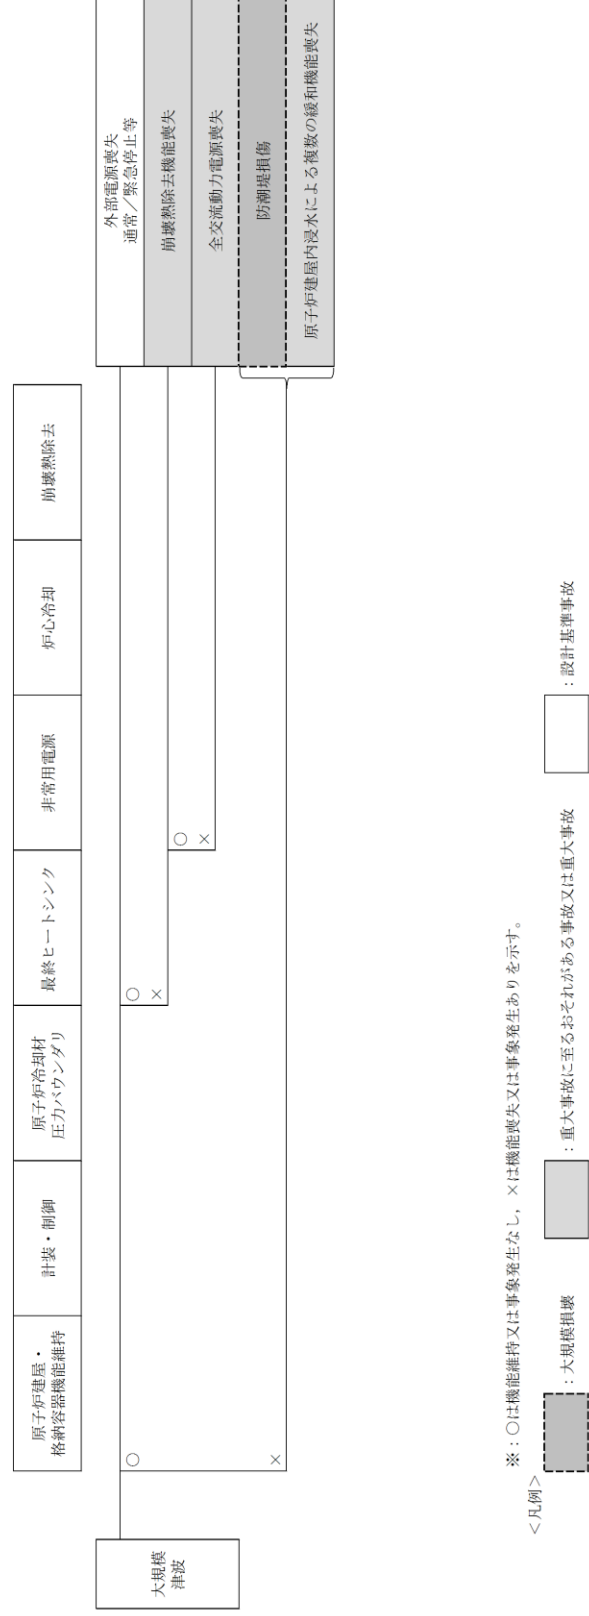 大規模
津波
原子炉建屋・
格納容器機能維持
計装・制御
原子炉冷却材
圧力バウンダリ
最終ヒートシンク
非常用電源
炉心冷却
崩壊熱除去
○
×
○
×
○
×
外部電源喪失
通常／緊急停止等
崩壊熱除去機能喪失
全交流動力電源喪失
防潮堤損傷
原子炉建屋内浸水による複数の緩和機能喪失
※：○は機能維持又は事象発生なし，×は機能喪失又は事象発生ありを示す。
＜凡例＞
：大規模損壊
：重大事故に至るおそれがある事故又は重大事故
：設計基準事故